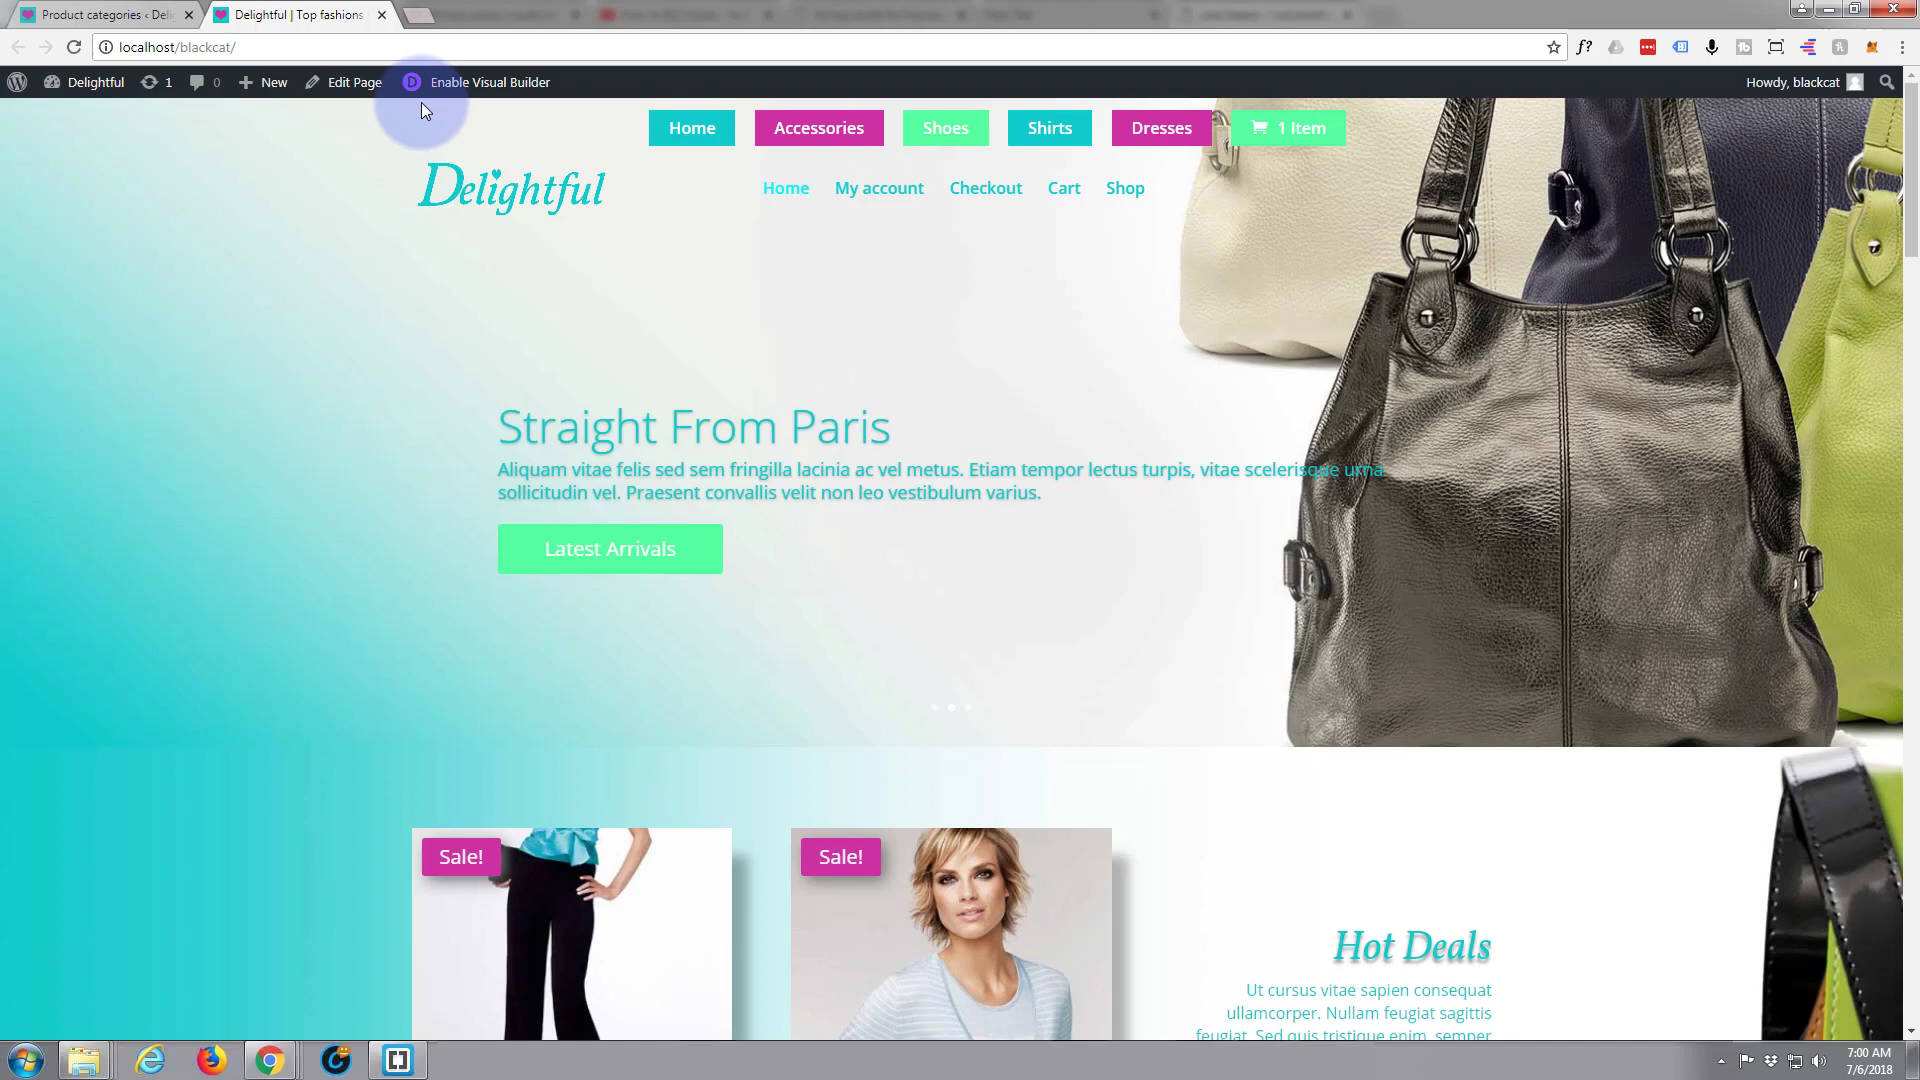 Product categories ‹ Deli
Delightful | Top fashions
localhost/blackcat/
f?
Delightful
1
0
New
Edit Page
D
Enable Visual Builder
Howdy, blackcat
Home
Accessories
Shoes
Shirts
Dresses
1 Item
Delightful
Home
My account
Checkout
Cart
Shop
Straight From Paris
Aliquam vitae felis sed sem fringilla lacinia ac vel metus. Etiam tempor lectus turpis, vitae scelerisque urna
sollicitudin vel. Praesent convallis velit non leo vestibulum varius.
Latest Arrivals
Sale!
Sale!
Hot Deals
Ut cursus vitae sapien consequat
ullamcorper. Nullam feugiat sagittis
feugiat. Sed quis tristique enim, semper
7:00 AM
7/6/2018